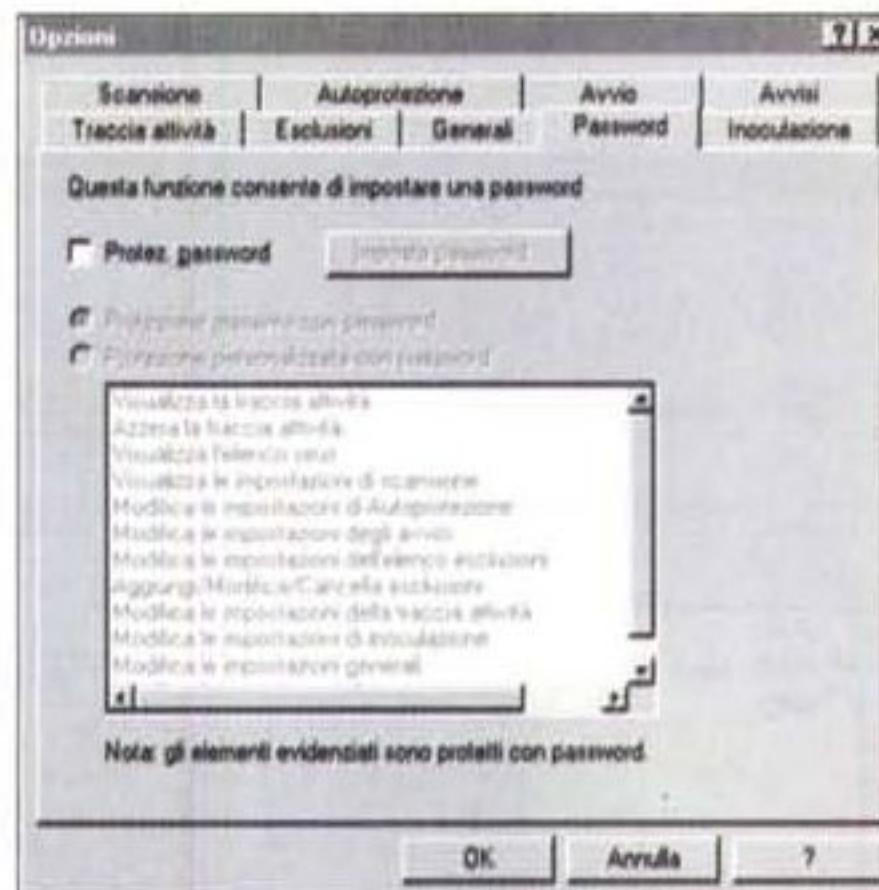 Opzioni
Scansione Autoprotezione Avvio Avvisi
Traccia attività Esclusioni Generali Password Inoculazione
Questa funzione consente di impostare una password
Protez. password Imposta password...
Protezione massima con password
Protezione personalizzata con password
Visualizza la traccia attività
Azzera la traccia attività
Visualizza l'elenco virus
Visualizza le impostazioni di scansione
Modifica le impostazioni di Autoprotezione
Modifica le impostazioni degli avvisi
Modifica le impostazioni dell'elenco esclusioni
Aggiungi/Modifica/Cancella esclusioni
Modifica le impostazioni della traccia attività
Modifica le impostazioni di inoculazione
Modifica le impostazioni generali
Nota: gli elementi evidenziati sono protetti con password.
OK Annulla ?